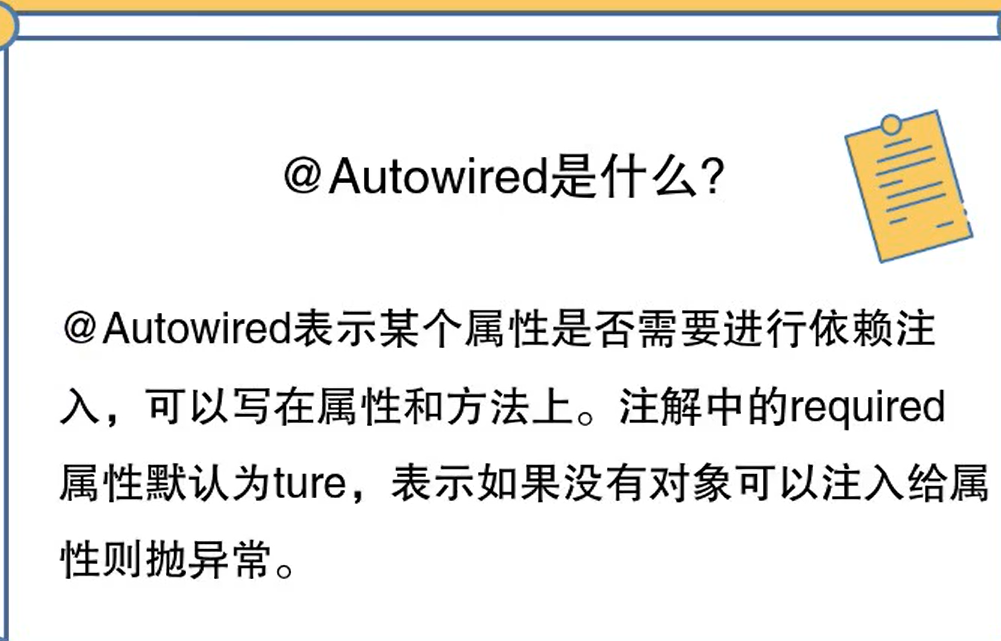 @Autowired是什么?
@Autowired表示某个属性是否需要进行依赖注
入，可以写在属性和方法上。注解中的required
属性默认为ture，表示如果没有对象可以注入给属
性则抛异常。